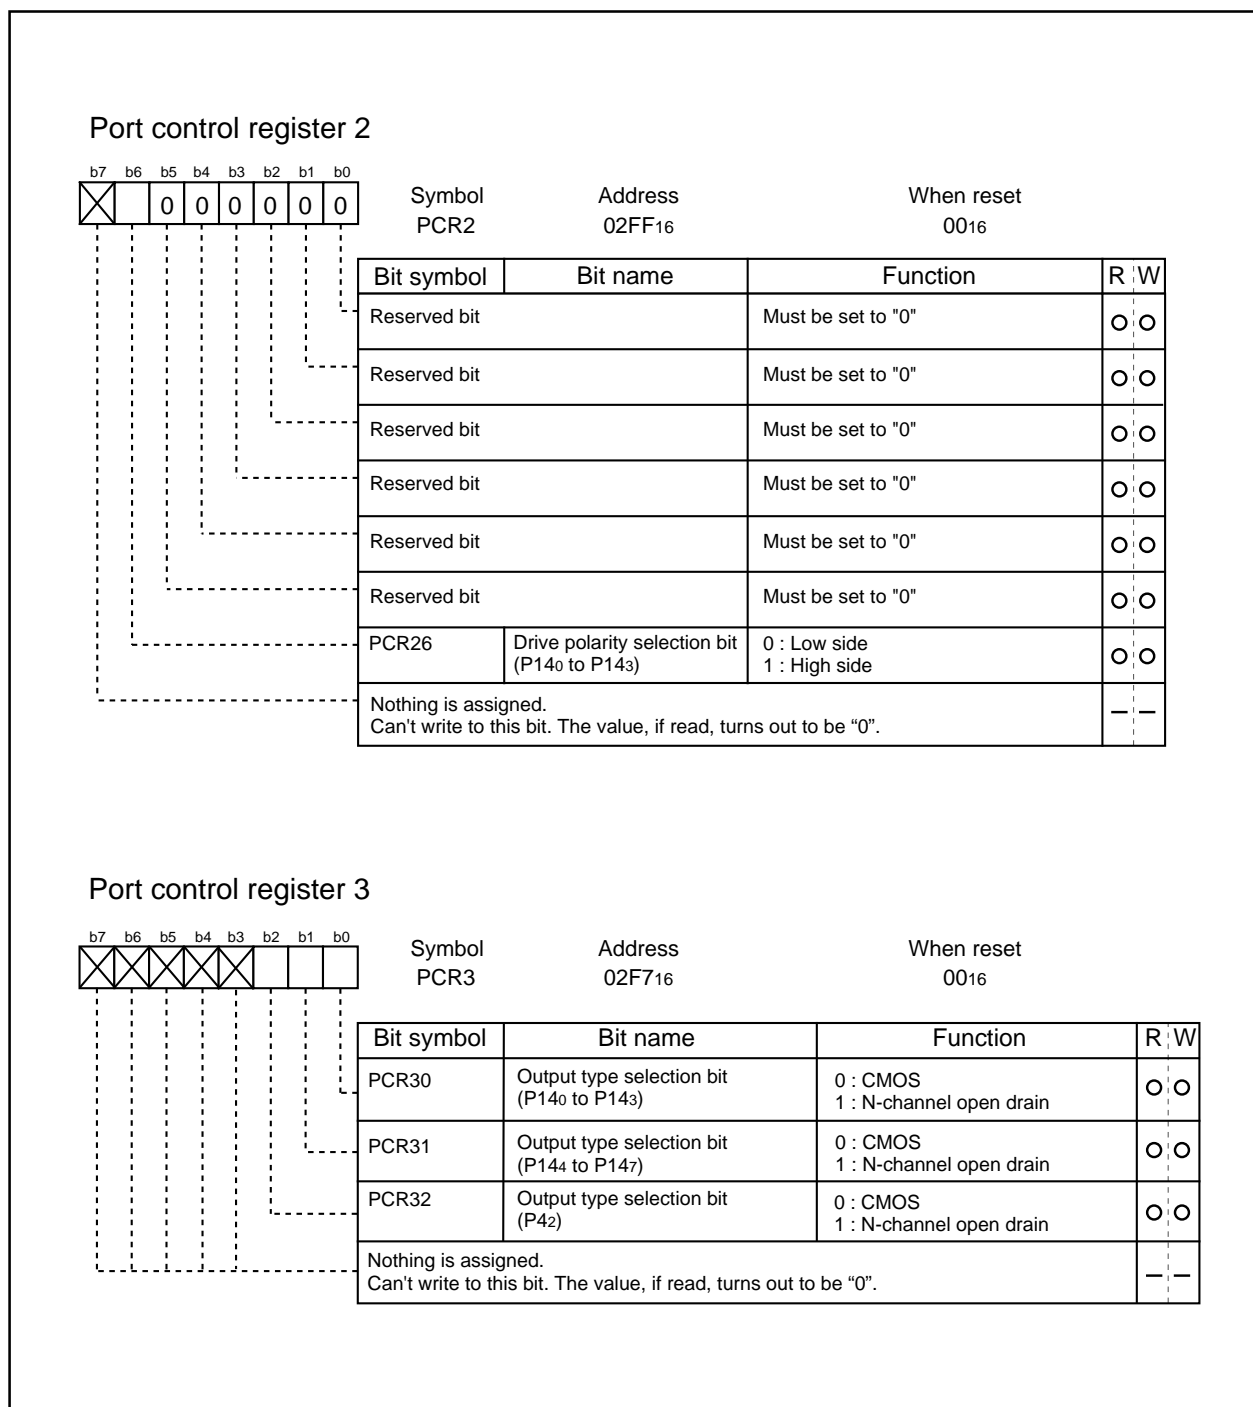 Port control register 2
b7 b6 b5 b4 b3 b2 b1 b0
0 0 0 0 0 0
Symbol Address When reset
PCR2 02FF16 0016
Bit symbol Bit name Function R W
Reserved bit Must be set to "0"
Reserved bit Must be set to "0"
Reserved bit Must be set to "0"
Reserved bit Must be set to "0"
Reserved bit Must be set to "0"
Reserved bit Must be set to "0"
PCR26 Drive polarity selection bit 0 : Low side
(P140 to P143) 1 : High side
Nothing is assigned.
Can't write to this bit. The value, if read, turns out to be “0”.
Port control register 3
b7 b6 b5 b4 b3 b2 b1 b0
Symbol Address When reset
PCR3 02F716 0016
Bit symbol Bit name Function R W
PCR30 Output type selection bit 0 : CMOS
(P140 to P143) 1 : N-channel open drain
PCR31 Output type selection bit 0 : CMOS
(P144 to P147) 1 : N-channel open drain
PCR32 Output type selection bit 0 : CMOS
(P42) 1 : N-channel open drain
Nothing is assigned.
Can't write to this bit. The value, if read, turns out to be “0”.